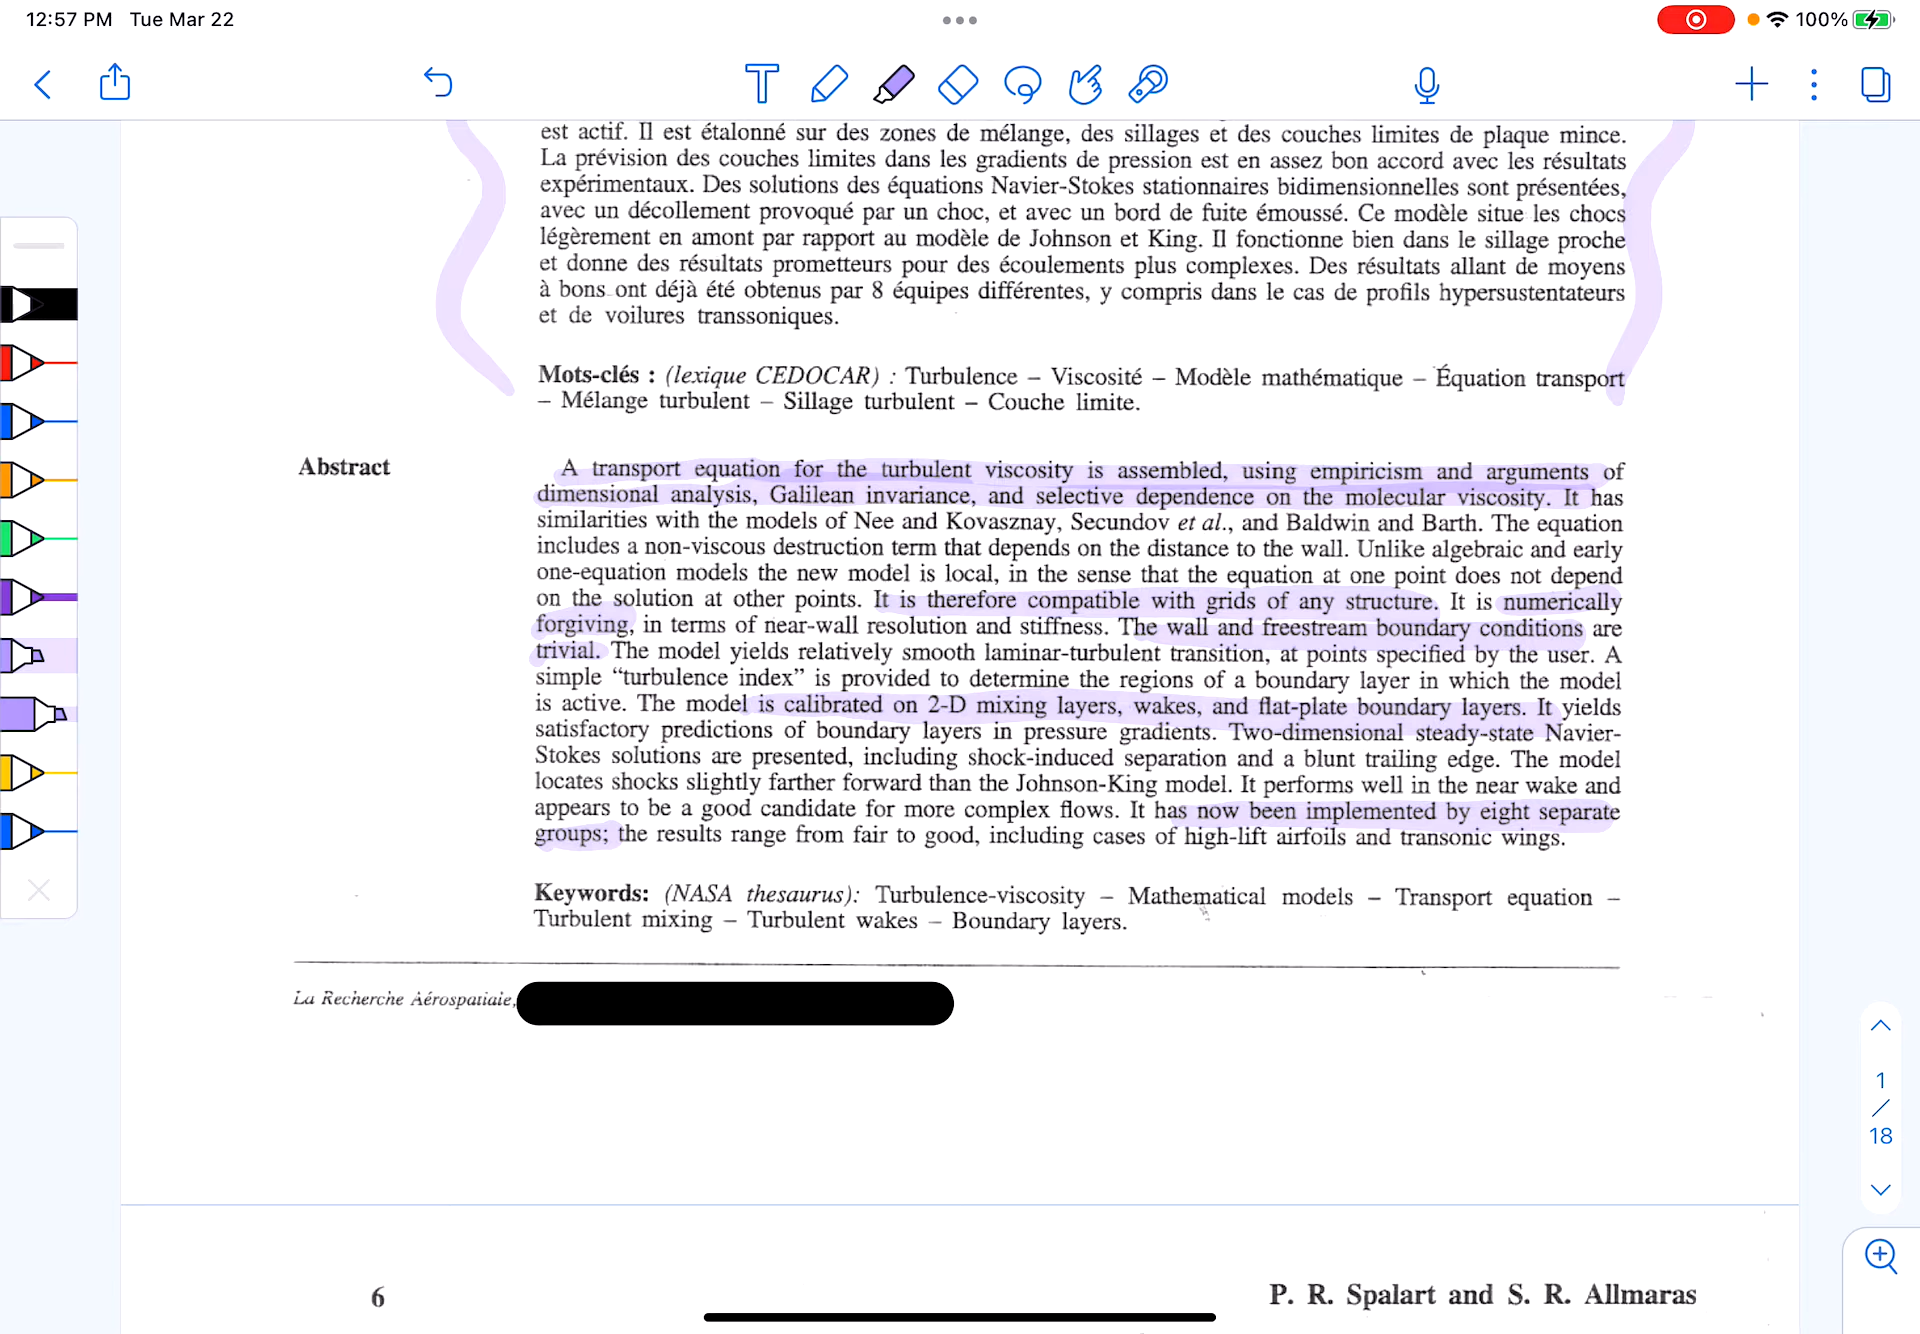 12:57 PM Tue Mar 22
100%
est actif. Il est étalonné sur des zones de mélange, des sillages et des couches limites de plaque mince.
La prévision des couches limites dans les gradients de pression est en assez bon accord avec les résultats
expérimentaux. Des solutions des équations Navier-Stokes stationnaires bidimensionnelles sont présentées,
avec un décollement provoqué par un choc, et avec un bord de fuite émoussé. Ce modèle situe les chocs
légèrement en amont par rapport au modèle de Johnson et King. Il fonctionne bien dans le sillage proche
et donne des résultats prometteurs pour des écoulements plus complexes. Des résultats allant de moyens
à bons ont déjà été obtenus par 8 équipes différentes, y compris dans le cas de profils hypersustentateurs
et de voilures transsoniques.
Mots-clés : (lexique CEDOCAR) : Turbulence – Viscosité – Modèle mathématique – Équation transport
– Mélange turbulent – Sillage turbulent – Couche limite.
Abstract
A transport equation for the turbulent viscosity is assembled, using empiricism and arguments of
dimensional analysis, Galilean invariance, and selective dependence on the molecular viscosity. It has
similarities with the models of Nee and Kovasznay, Secundov et al., and Baldwin and Barth. The equation
includes a non-viscous destruction term that depends on the distance to the wall. Unlike algebraic and early
one-equation models the new model is local, in the sense that the equation at one point does not depend
on the solution at other points. It is therefore compatible with grids of any structure. It is numerically
forgiving, in terms of near-wall resolution and stiffness. The wall and freestream boundary conditions are
trivial. The model yields relatively smooth laminar-turbulent transition, at points specified by the user. A
simple “turbulence index” is provided to determine the regions of a boundary layer in which the model
is active. The model is calibrated on 2-D mixing layers, wakes, and flat-plate boundary layers. It yields
satisfactory predictions of boundary layers in pressure gradients. Two-dimensional steady-state Navier-
Stokes solutions are presented, including shock-induced separation and a blunt trailing edge. The model
locates shocks slightly farther forward than the Johnson-King model. It performs well in the near wake and
appears to be a good candidate for more complex flows. It has now been implemented by eight separate
groups; the results range from fair to good, including cases of high-lift airfoils and transonic wings.
Keywords: (NASA thesaurus): Turbulence-viscosity – Mathematical models – Transport equation –
Turbulent mixing – Turbulent wakes – Boundary layers.
La Recherche Aérospatiale,
1
/
18
6
P. R. Spalart and S. R. Allmaras